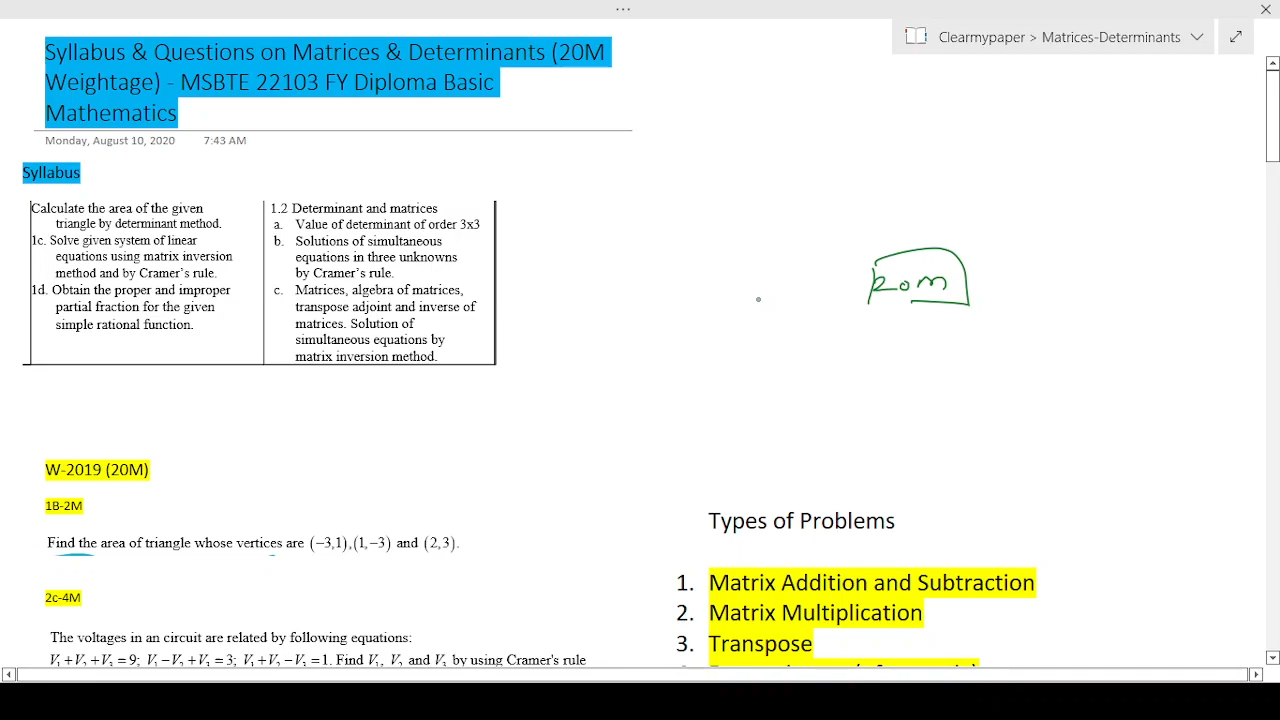 Clearmypaper > Matrices-Determinants
Syllabus & Questions on Matrices & Determinants (20M
Weightage) - MSBTE 22103 FY Diploma Basic
Mathematics
Monday, August 10, 2020 7:43 AM
Syllabus
Calculate the area of the given
triangle by determinant method.
1c. Solve given system of linear
equations using matrix inversion
method and by Cramer's rule.
1d. Obtain the proper and improper
partial fraction for the given
simple rational function.
1.2 Determinant and matrices
a. Value of determinant of order 3x3
b. Solutions of simultaneous
equations in three unknowns
by Cramer's rule.
c. Matrices, algebra of matrices,
transpose adjoint and inverse of
matrices. Solution of
simultaneous equations by
matrix inversion method.
20M
W-2019 (20M)
1B-2M
Find the area of triangle whose vertices are (−3,1),(1,−3) and (2,3).
2c-4M
The voltages in an circuit are related by following equations:
V₁+V₂+V₃=9; V₁−V₂+V₃=3; V₁+V₂−V₃=1. Find V₁, V₂ and V₃ by using Cramer's rule
Types of Problems
1. Matrix Addition and Subtraction
2. Matrix Multiplication
3. Transpose